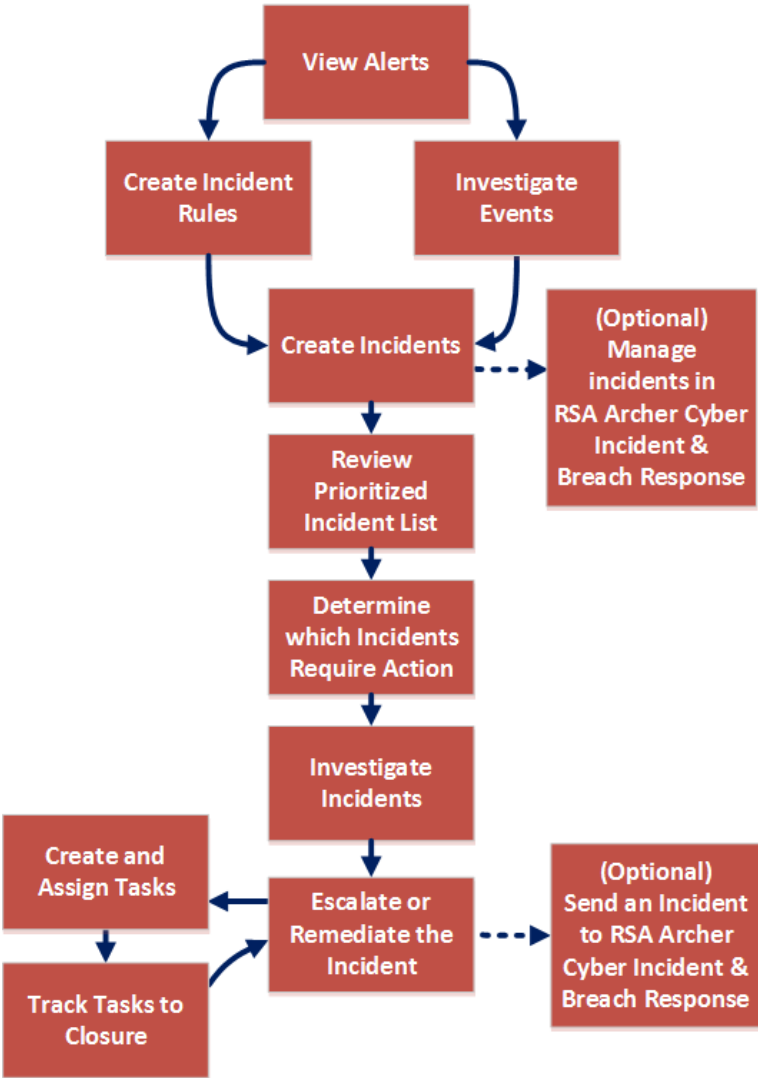 View Alerts
Create Incident
Rules
Investigate
Events
Create Incidents
(Optional)
Manage
incidents in
RSA Archer Cyber
Incident &
Breach Response
Review
Prioritized
Incident List
Determine
which Incidents
Require Action
Investigate
Incidents
Create and
Assign Tasks
Escalate or
Remediate the
Incident
(Optional)
Send an Incident
to RSA Archer
Cyber Incident &
Breach Response
Track Tasks to
Closure